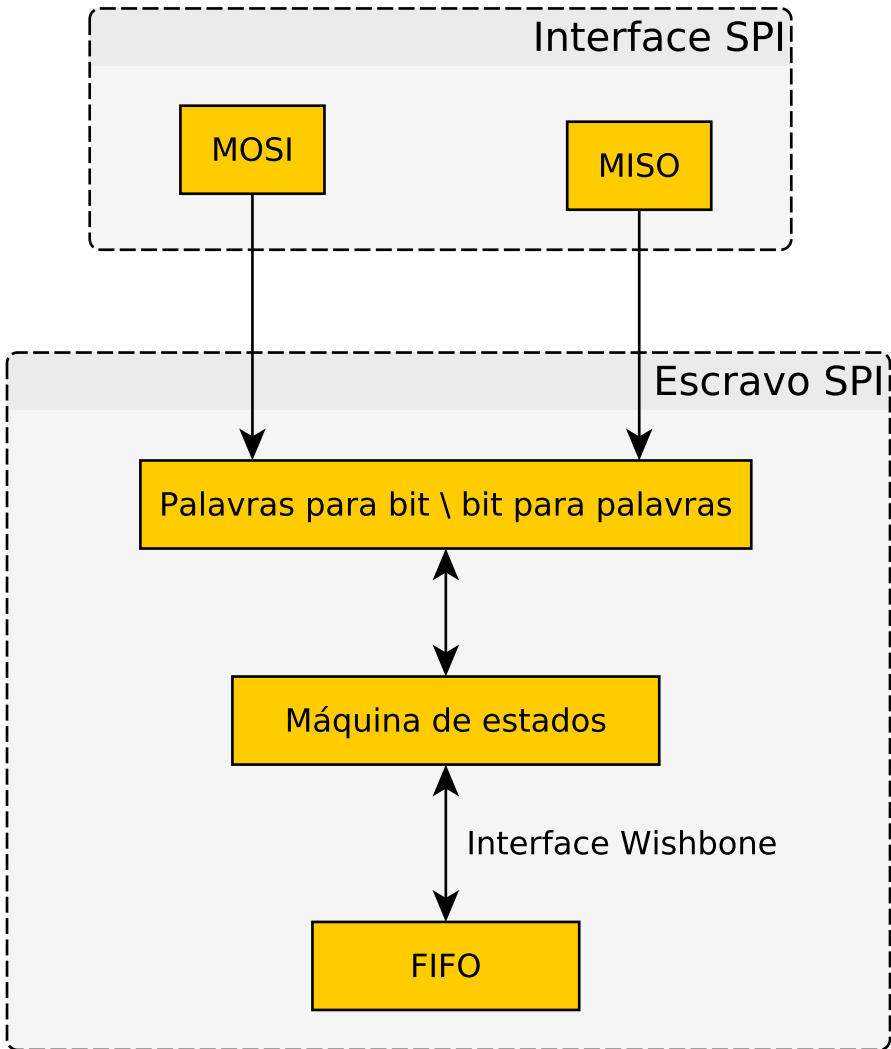 Interface SPI
MOSI
MISO
Escravo SPI
Palavras para bit \ bit para palavras
Máquina de estados
Interface Wishbone
FIFO